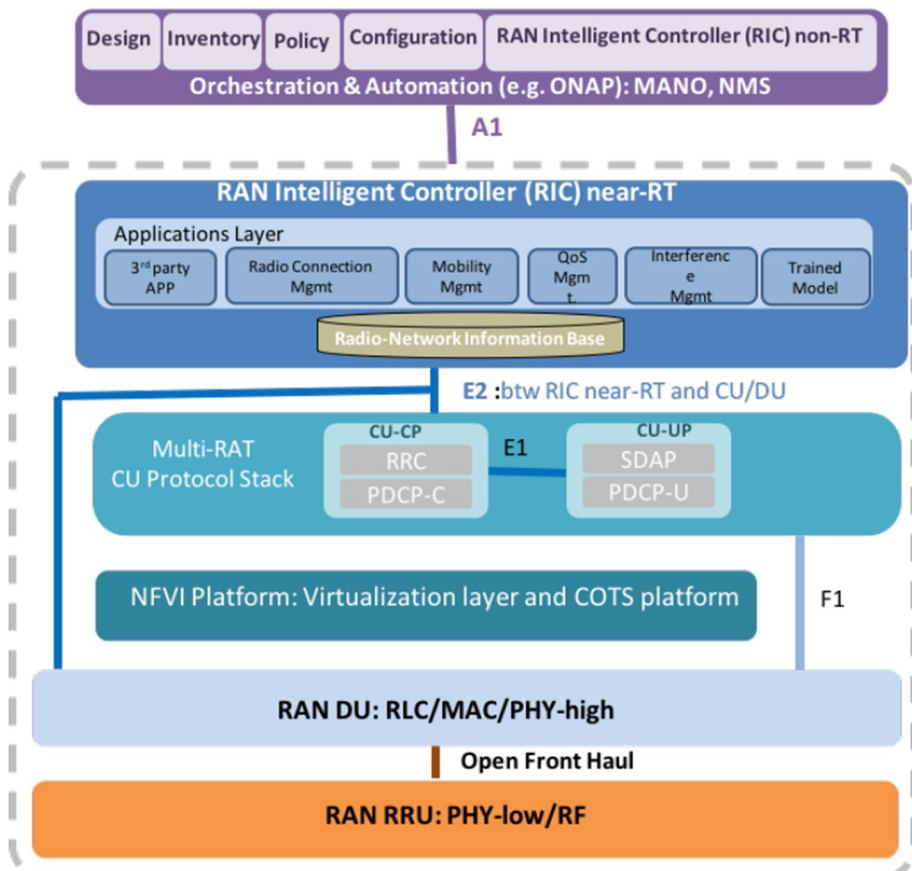 Design Inventory Policy Configuration RAN Intelligent Controller (RIC) non-RT
Orchestration & Automation (e.g. ONAP): MANO, NMS
A1
RAN Intelligent Controller (RIC) near-RT
Applications Layer
3rd party
APP
Radio Connection
Mgmt
Mobility
Mgmt
QoS
Mgm
t.
Interferenc
e
Mgmt
Trained
Model
Radio-Network Information Base
E2 :btw RIC near-RT and CU/DU
Multi-RAT
CU Protocol Stack
CU-CP
RRC
PDCP-C
E1
CU-UP
SDAP
PDCP-U
NFVI Platform: Virtualization layer and COTS platform
F1
RAN DU: RLC/MAC/PHY-high
Open Front Haul
RAN RRU: PHY-low/RF